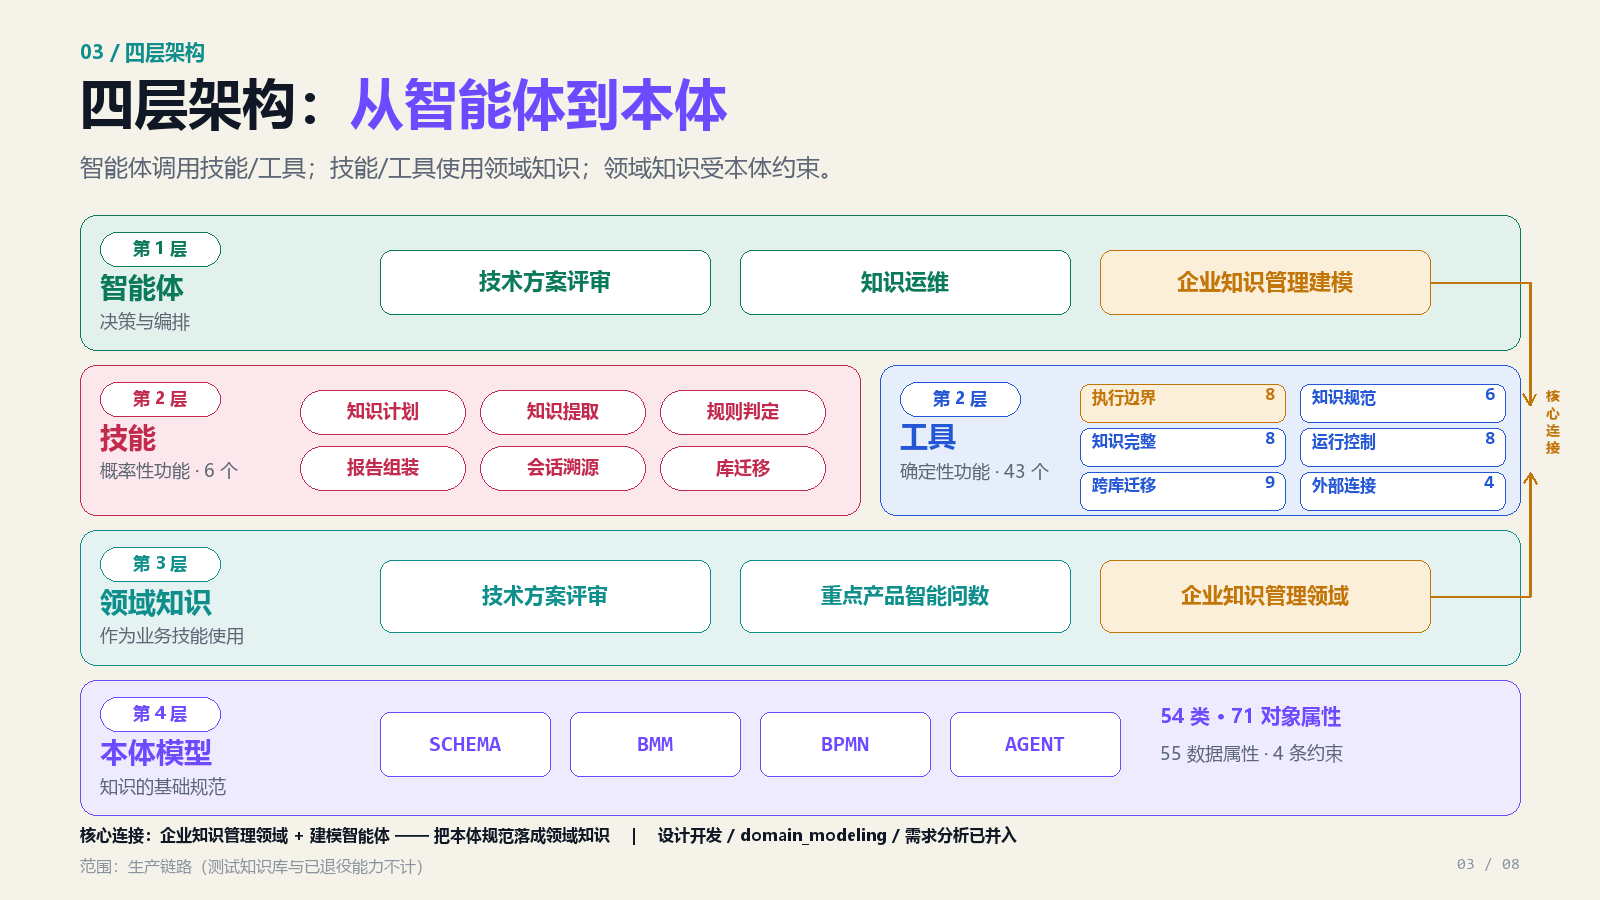 03 / 四层架构
四层架构：从智能体到本体
智能体调用技能/工具；技能/工具使用领域知识；领域知识受本体约束。
第 1 层
智能体
决策与编排
技术方案评审
知识运维
企业知识管理建模
第 2 层
技能
概率性功能 · 6 个
知识计划
知识提取
规则判定
报告组装
会话溯源
库迁移
第 2 层
工具
确定性功能 · 43 个
执行边界 8
知识规范 6
知识完整 8
运行控制 8
跨库迁移 9
外部连接 4
核心连接
第 3 层
领域知识
作为业务技能使用
技术方案评审
重点产品智能问数
企业知识管理领域
第 4 层
本体模型
知识的基础规范
SCHEMA
BMM
BPMN
AGENT
54 类 • 71 对象属性
55 数据属性 · 4 条约束
核心连接：企业知识管理领域 + 建模智能体 —— 把本体规范落成领域知识 | 设计开发 / domain_modeling / 需求分析已并入
范围：生产链路（测试知识库与已退役能力不计）
03 / 08